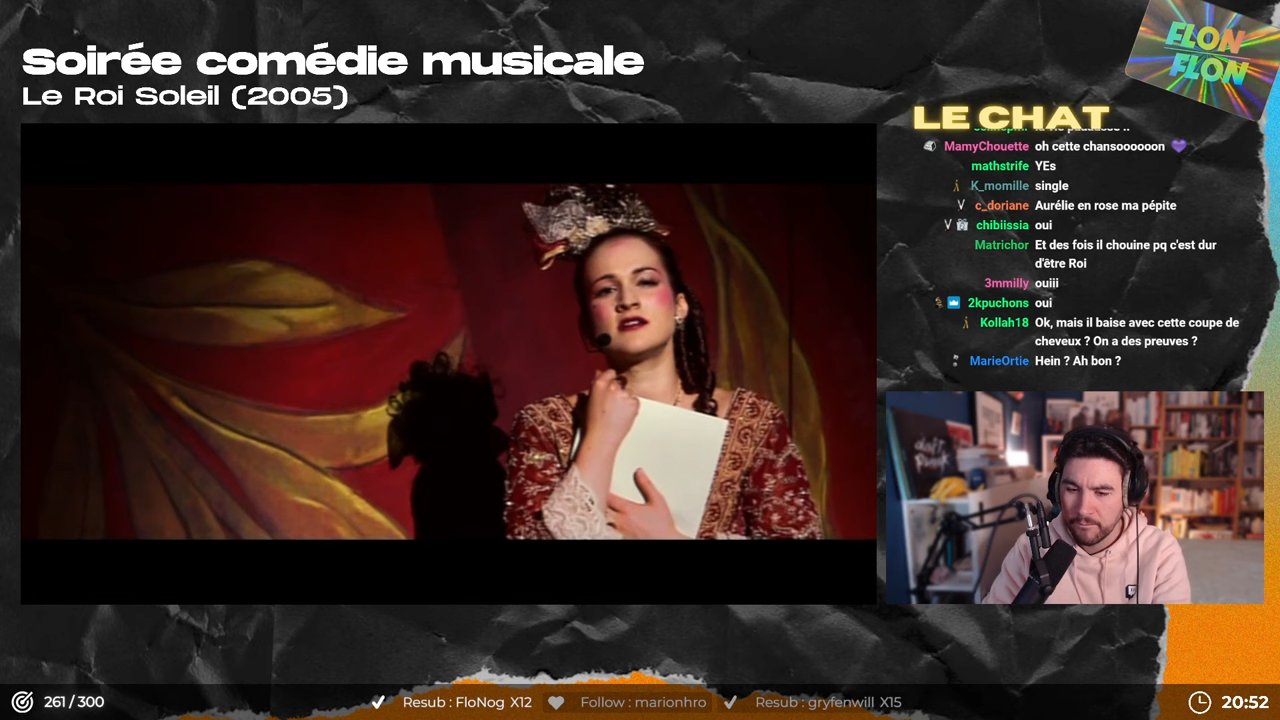 Soirée comédie musicale
Le Roi Soleil (2005)
FLON
FLON
LE CHAT
MamyChouette oh cette chansoooooon
mathstrife YEs
K_momille single
c_doriane Aurélie en rose ma pépite
chibiissia oui
Matrichor Et des fois il chouine pq c'est dur
d'être Roi
3mmilly ouiii
2kpuchons oui
Kollah18 Ok, mais il baise avec cette coupe de
cheveux ? On a des preuves ?
MarieOrtie Hein ? Ah bon ?
daft
punk
261 / 300
Resub : FloNog X12
Follow : marionhro
Resub : gryfenwill X15
20:52